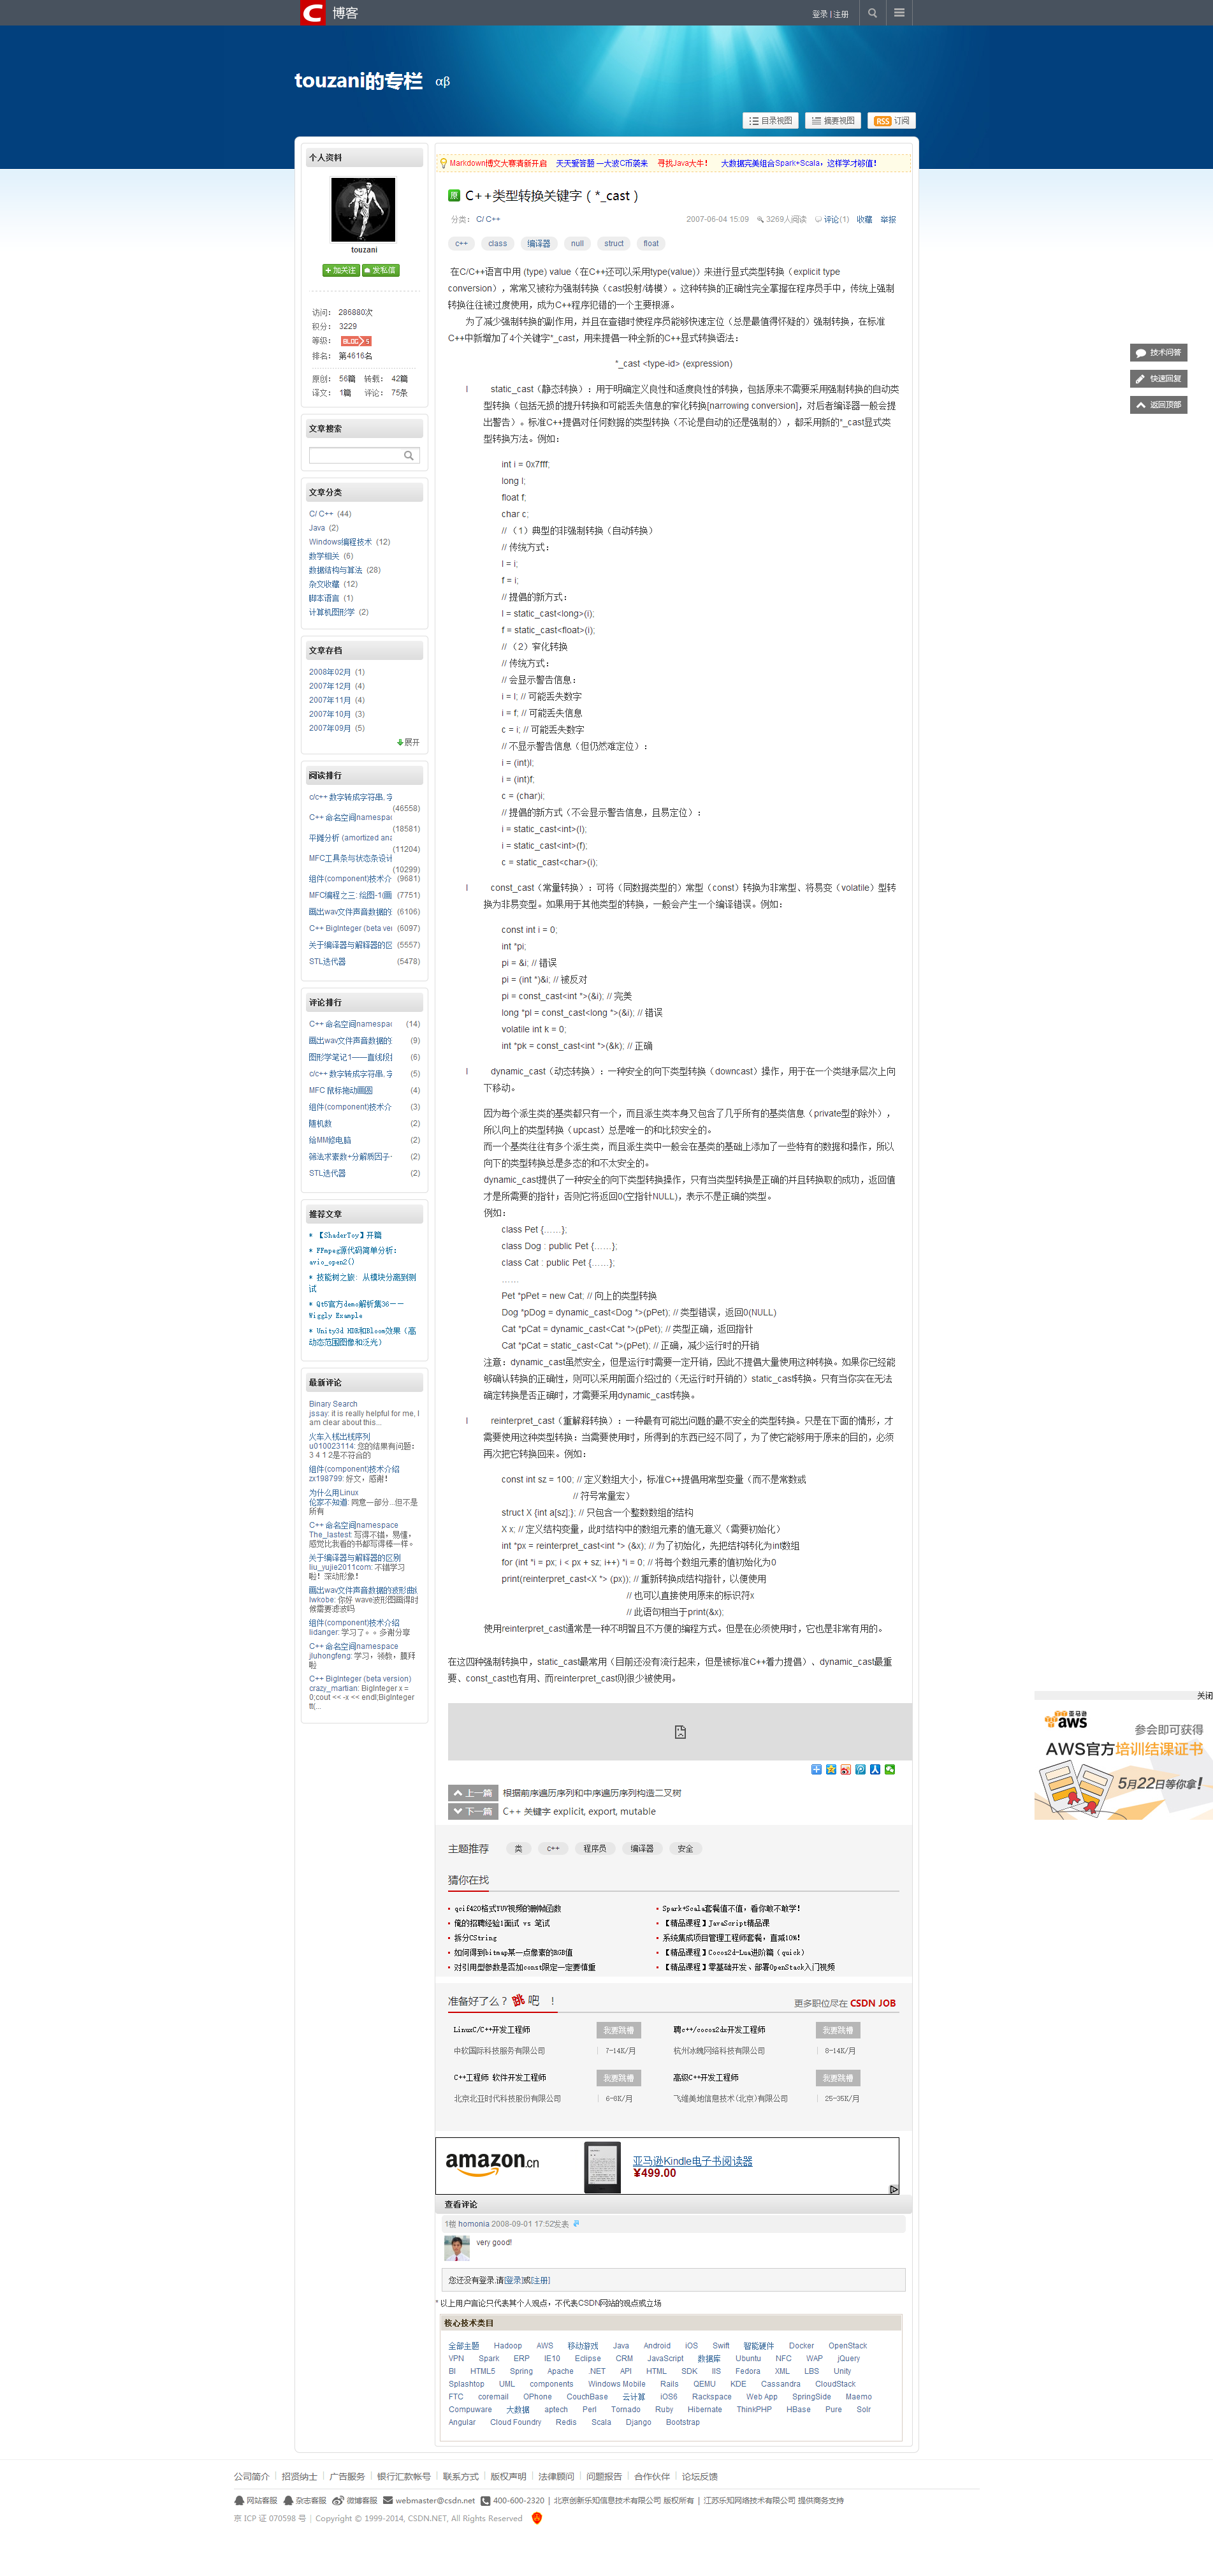 博客
登录 | 注册
touzani的专栏 αβ
目录视图
摘要视图
RSS 订阅
个人资料
touzani
加关注 发私信
访问： 286880次
积分： 3229
等级： BLOG 5
排名： 第4616名
原创： 56篇 转载： 42篇
译文： 1篇 评论： 75条
文章搜索
文章分类
C/ C++ (44)
Java (2)
Windows编程技术 (12)
数学相关 (6)
数据结构与算法 (28)
杂文收藏 (12)
脚本语言 (1)
计算机图形学 (2)
文章存档
2008年02月 (1)
2007年12月 (4)
2007年11月 (4)
2007年10月 (3)
2007年09月 (5)
展开
阅读排行
c/c++ 数字转成字符串, 字
(46558)
C++ 命名空间namespac
(18581)
平摊分析 (amortized ana
(11204)
MFC工具条与状态条设计
(10299)
组件(component)技术介 (9681)
MFC编程之三: 绘图-1(画 (7751)
画出wav文件声音数据的 (6106)
C++ BigInteger (beta ver (6097)
关于编译器与解释器的区 (5557)
STL迭代器 (5478)
评论排行
C++ 命名空间namespac (14)
画出wav文件声音数据的 (9)
图形学笔记1——直线段扫 (6)
c/c++ 数字转成字符串, 字 (5)
MFC 鼠标拖动画圆 (4)
组件(component)技术介 (3)
随机数 (2)
给MM修电脑 (2)
筛法求素数+分解质因子+ (2)
STL迭代器 (2)
推荐文章
* 【ShaderToy】开篇
* FFmpeg源代码简单分析：
avio_open2()
* 技能树之旅: 从模块分离到测
试
* Qt5官方demo解析集36——
Wiggly Example
* Unity3d HDR和Bloom效果（高
动态范围图像和泛光）
最新评论
Binary Search
jssay: it is really helpful for me, I
am clear about this...
火车入栈出栈序列
u010023114: 您的结果有问题：
3 4 1 2是不符合的
组件(component)技术介绍
zx198799: 好文，感谢！
为什么用Linux
伦家不知道: 同意一部分...但不是
所有
C++ 命名空间namespace
The_lastest: 写得不错，易懂，
感觉比我看的书都写得棒一样。
关于编译器与解释器的区别
liu_yujie2011com: 不错学习
啦！深动形象！
画出wav文件声音数据的波形曲线
lwkobe: 你好 wave波形图画得时
候需要滤波吗
组件(component)技术介绍
lidanger: 学习了。。多谢分享
C++ 命名空间namespace
jiluhongfeng: 学习，领教，膜拜
啦
C++ BigInteger (beta version)
crazy_martian: BigInteger x =
0;cout << -x << endl;BigInteger
tt(...
Markdown博文大赛清新开启 天天爱答题 一大波C币袭来 寻找Java大牛！ 大数据完美组合Spark+Scala，这样学才够值！
原 C++类型转换关键字（ *_cast ）
分类： C/ C++
2007-06-04 15:09 3269人阅读 评论(1) 收藏 举报
c++ class 编译器 null struct float
在C/C++语言中用 (type) value（在C++还可以采用type(value)）来进行显式类型转换（explicit type
conversion），常常又被称为强制转换（cast投射/铸模）。这种转换的正确性完全掌握在程序员手中，传统上强制
转换往往被过度使用，成为C++程序犯错的一个主要根源。
为了减少强制转换的副作用，并且在查错时使程序员能够快速定位（总是最值得怀疑的）强制转换，在标准
C++中新增加了4个关键字*_cast，用来提倡一种全新的C++显式转换语法：
*_cast <type-id> (expression)
l static_cast（静态转换）：用于明确定义良性和适度良性的转换，包括原来不需要采用强制转换的自动类
型转换（包括无损的提升转换和可能丢失信息的窄化转换[narrowing conversion]，对后者编译器一般会提
出警告）。标准C++提倡对任何数据的类型转换（不论是自动的还是强制的），都采用新的*_cast显式类
型转换方法。例如：
int i = 0x7fff;
long l;
float f;
char c;
// （1）典型的非强制转换（自动转换）
// 传统方式：
l = i;
f = i;
// 提倡的新方式：
l = static_cast<long>(i);
f = static_cast<float>(i);
// （2）窄化转换
// 传统方式：
// 会显示警告信息：
i = l; // 可能丢失数字
i = f; // 可能丢失信息
c = i; // 可能丢失数字
// 不显示警告信息（但仍然难定位）：
i = (int)l;
i = (int)f;
c = (char)i;
// 提倡的新方式（不会显示警告信息，且易定位）：
i = static_cast<int>(l);
i = static_cast<int>(f);
c = static_cast<char>(i);
l const_cast（常量转换）：可将（同数据类型的）常型（const）转换为非常型、将易变（volatile）型转
换为非易变型。如果用于其他类型的转换，一般会产生一个编译错误。例如：
const int i = 0;
int *pi;
pi = &i; // 错误
pi = (int *)&i; // 被反对
pi = const_cast<int *>(&i); // 完美
long *pl = const_cast<long *>(&i); // 错误
volatile int k = 0;
int *pk = const_cast<int *>(&k); // 正确
l dynamic_cast（动态转换）：一种安全的向下类型转换（downcast）操作，用于在一个类继承层次上向
下移动。
因为每个派生类的基类都只有一个，而且派生类本身又包含了几乎所有的基类信息（private型的除外），
所以向上的类型转换（upcast）总是唯一的和比较安全的。
而一个基类往往有多个派生类，而且派生类中一般会在基类的基础上添加了一些特有的数据和操作，所以
向下的类型转换总是多态的和不太安全的。
dynamic_cast提供了一种安全的向下类型转换操作，只有当类型转换是正确的并且转换取的成功，返回值
才是所需要的指针；否则它将返回0(空指针NULL)，表示不是正确的类型。
例如：
class Pet {……};
class Dog : public Pet {……};
class Cat : public Pet {……};
……
Pet *pPet = new Cat; // 向上的类型转换
Dog *pDog = dynamic_cast<Dog *>(pPet); // 类型错误，返回0(NULL)
Cat *pCat = dynamic_cast<Cat *>(pPet); // 类型正确，返回指针
Cat *pCat = static_cast<Cat *>(pPet); // 正确，减少运行时的开销
注意：dynamic_cast虽然安全，但是运行时需要一定开销，因此不提倡大量使用这种转换。如果你已经能
够确认转换的正确性，则可以采用前面介绍过的（无运行时开销的）static_cast转换。只有当你实在无法
确定转换是否正确时，才需要采用dynamic_cast转换。
l reinterpret_cast（重解释转换）：一种最有可能出问题的最不安全的类型转换。只是在下面的情形，才
需要使用这种类型转换：当需要使用时，所得到的东西已经不同了，为了使它能够用于原来的目的，必须
再次把它转换回来。例如：
const int sz = 100; // 定义数组大小，标准C++提倡用常型变量（而不是常数或
// 符号常量宏）
struct X {int a[sz];}; // 只包含一个整数数组的结构
X x; // 定义结构变量，此时结构中的数组元素的值无意义（需要初始化）
int *px = reinterpret_cast<int *> (&x); // 为了初始化，先把结构转化为int数组
for (int *i = px; i < px + sz; i++) *i = 0; // 将每个数组元素的值初始化为0
print(reinterpret_cast<X *> (px)); // 重新转换成结构指针，以便使用
// 也可以直接使用原来的标识符x
// 此语句相当于print(&x);
使用reinterpret_cast通常是一种不明智且不方便的编程方式。但是在必须使用时，它也是非常有用的。
在这四种强制转换中，static_cast最常用（目前还没有流行起来，但是被标准C++着力提倡）、dynamic_cast最重
要、const_cast也有用、而reinterpret_cast则很少被使用。
上一篇 根据前序遍历序列和中序遍历序列构造二叉树
下一篇 C++ 关键字 explicit, export, mutable
主题推荐 类 c++ 程序员 编译器 安全
猜你在找
qcif420格式YUV视频的删帧函数
俺的招聘经验1面试 vs 笔试
拆分CString
如何得到bitmap某一点像素的RGB值
对引用型参数是否加const限定一定要慎重
Spark+Scala套餐值不值，看你敢不敢学！
【精品课程】JavaScript精品课
系统集成项目管理工程师套餐，直减10%！
【精品课程】Cocos2d-Lua进阶篇（quick）
【精品课程】零基础开发、部署OpenStack入门视频
准备好了么？ 跳 吧 ！
更多职位尽在 CSDN JOB
LinuxC/C++开发工程师 我要跳槽
中软国际科技服务有限公司 | 7-14K/月
聘c++/cocos2dx开发工程师 我要跳槽
杭州冰魄网络科技有限公司 | 8-14K/月
C++工程师 软件开发工程师 我要跳槽
北京北亚时代科技股份有限公司 | 6-8K/月
高级C++开发工程师 我要跳槽
飞维美地信息技术(北京)有限公司 | 25-35K/月
amazon.cn
亚马逊Kindle电子书阅读器
¥499.00
查看评论
1楼 homonia 2008-09-01 17:52发表
very good!
您还没有登录,请[登录]或[注册]
* 以上用户言论只代表其个人观点，不代表CSDN网站的观点或立场
核心技术类目
全部主题 Hadoop AWS 移动游戏 Java Android iOS Swift 智能硬件 Docker OpenStack
VPN Spark ERP IE10 Eclipse CRM JavaScript 数据库 Ubuntu NFC WAP jQuery
BI HTML5 Spring Apache .NET API HTML SDK IIS Fedora XML LBS Unity
Splashtop UML components Windows Mobile Rails QEMU KDE Cassandra CloudStack
FTC coremail OPhone CouchBase 云计算 iOS6 Rackspace Web App SpringSide Maemo
Compuware 大数据 aptech Perl Tornado Ruby Hibernate ThinkPHP HBase Pure Solr
Angular Cloud Foundry Redis Scala Django Bootstrap
技术问答
快速回复
返回顶部
关闭
亚马逊
aws
参会即可获得
AWS官方培训结课证书
5月22日等你拿！
公司简介 | 招贤纳士 | 广告服务 | 银行汇款帐号 | 联系方式 | 版权声明 | 法律顾问 | 问题报告 | 合作伙伴 | 论坛反馈
网站客服 杂志客服 微博客服 webmaster@csdn.net 400-600-2320 | 北京创新乐知信息技术有限公司 版权所有 | 江苏乐知网络技术有限公司 提供商务支持
京 ICP 证 070598 号 | Copyright © 1999-2014, CSDN.NET, All Rights Reserved